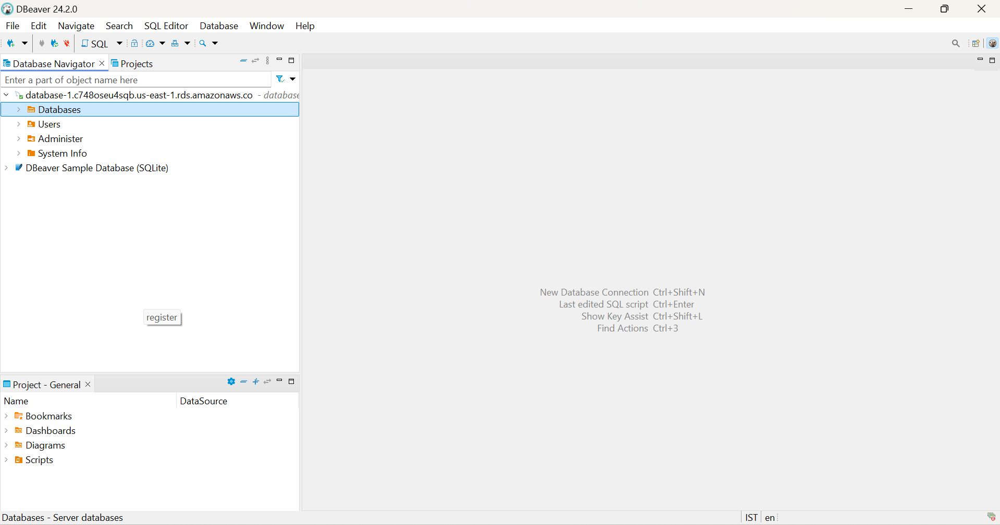 DBeaver 24.2.0
File Edit Navigate Search SQL Editor Database Window Help
SQL
Database Navigator Projects
Enter a part of object name here
database-1.c748oseu4sqb.us-east-1.rds.amazonaws.co - database
Databases
Users
Administer
System Info
DBeaver Sample Database (SQLite)
register
New Database Connection Ctrl+Shift+N
Last edited SQL script Ctrl+Enter
Show Key Assist Ctrl+Shift+L
Find Actions Ctrl+3
Project - General
Name DataSource
Bookmarks
Dashboards
Diagrams
Scripts
Databases - Server databases IST en